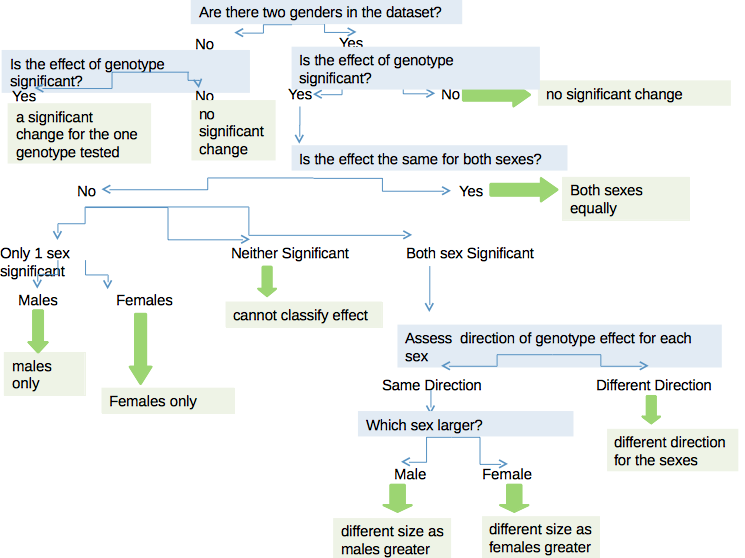 Are there two genders in the dataset?
No
Yes
Is the effect of genotype
significant?
Is the effect of genotype
significant?
Yes
No
Yes
No
no significant change
a significant
change for the one
genotype tested
no
significant
change
Is the effect the same for both sexes?
No
Yes
Both sexes
equally
Only 1 sex
significant
Neither Significant
Both sex Significant
Males
Females
cannot classify effect
males
only
Females only
Assess direction of genotype effect for each
sex
Same Direction
Different Direction
Which sex larger?
different direction
for the sexes
Male
Female
different size as
males greater
different size as
females greater